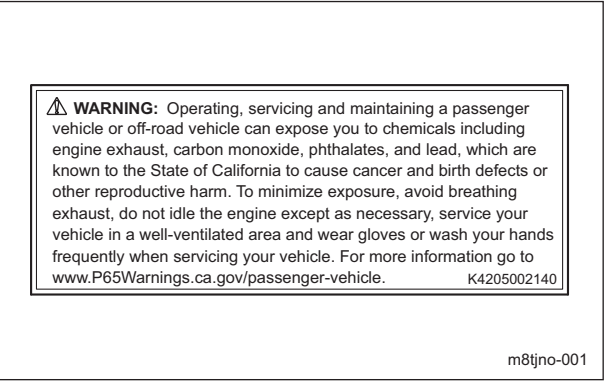 ⚠ WARNING: Operating, servicing and maintaining a passenger
vehicle or off-road vehicle can expose you to chemicals including
engine exhaust, carbon monoxide, phthalates, and lead, which are
known to the State of California to cause cancer and birth defects or
other reproductive harm. To minimize exposure, avoid breathing
exhaust, do not idle the engine except as necessary, service your
vehicle in a well-ventilated area and wear gloves or wash your hands
frequently when servicing your vehicle. For more information go to
www.P65Warnings.ca.gov/passenger-vehicle. K4205002140
m8tjno-001